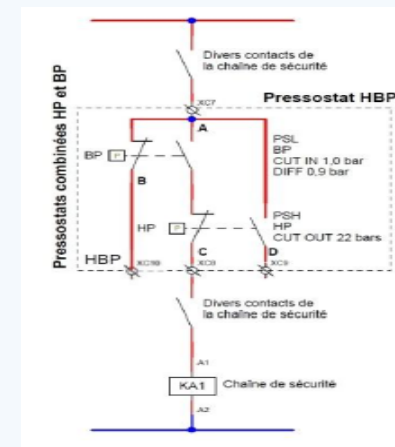 Divers contacts de
la chaîne de sécurité
XC7
Pressostat HBP
Pressostats combinées HP et BP
A
PSL
BP
CUT IN 1,0 bar
DIFF 0,9 bar
BP
P
B
PSH
HP
CUT OUT 22 bars
HP
P
C
D
HBP
XC9
Divers contacts de
la chaîne de sécurité
A1
KA1
Chaîne de sécurité
A2